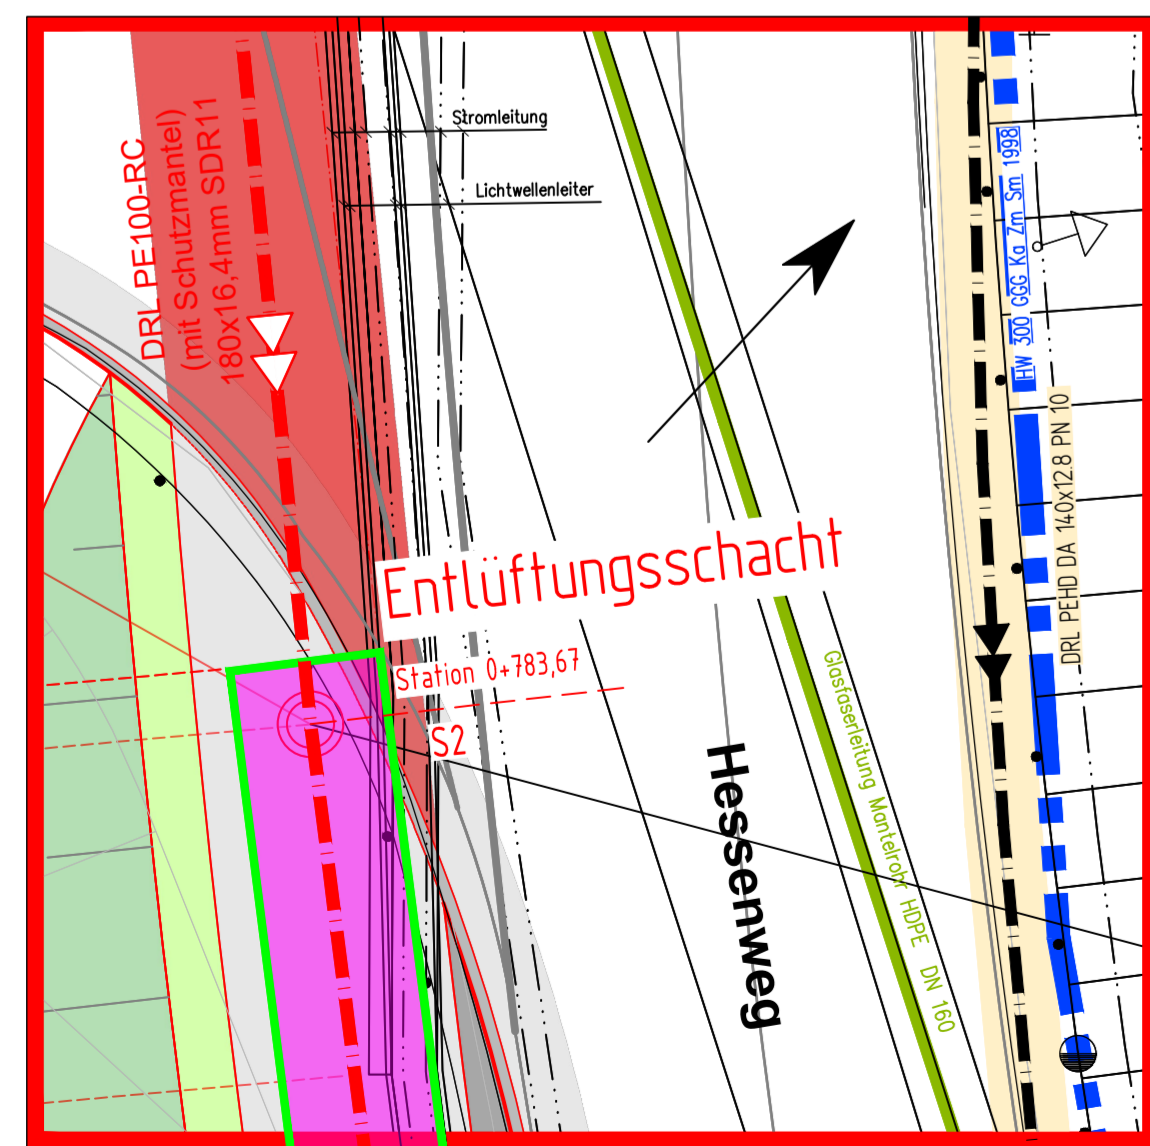 Stromleitung
Lichtwellenleiter
DRL PE100-RC
(mit Schutzmantel)
180x16,4mm SDR11
HW 300 GGG Ka Zm Sm 1998
DRL PEHD DA 140x12.8 PN 10
Entlüftungsschacht
Station 0+783,67
S2
Hessenweg
Glasfaserleitung Mantelrohr HDPE DN 160